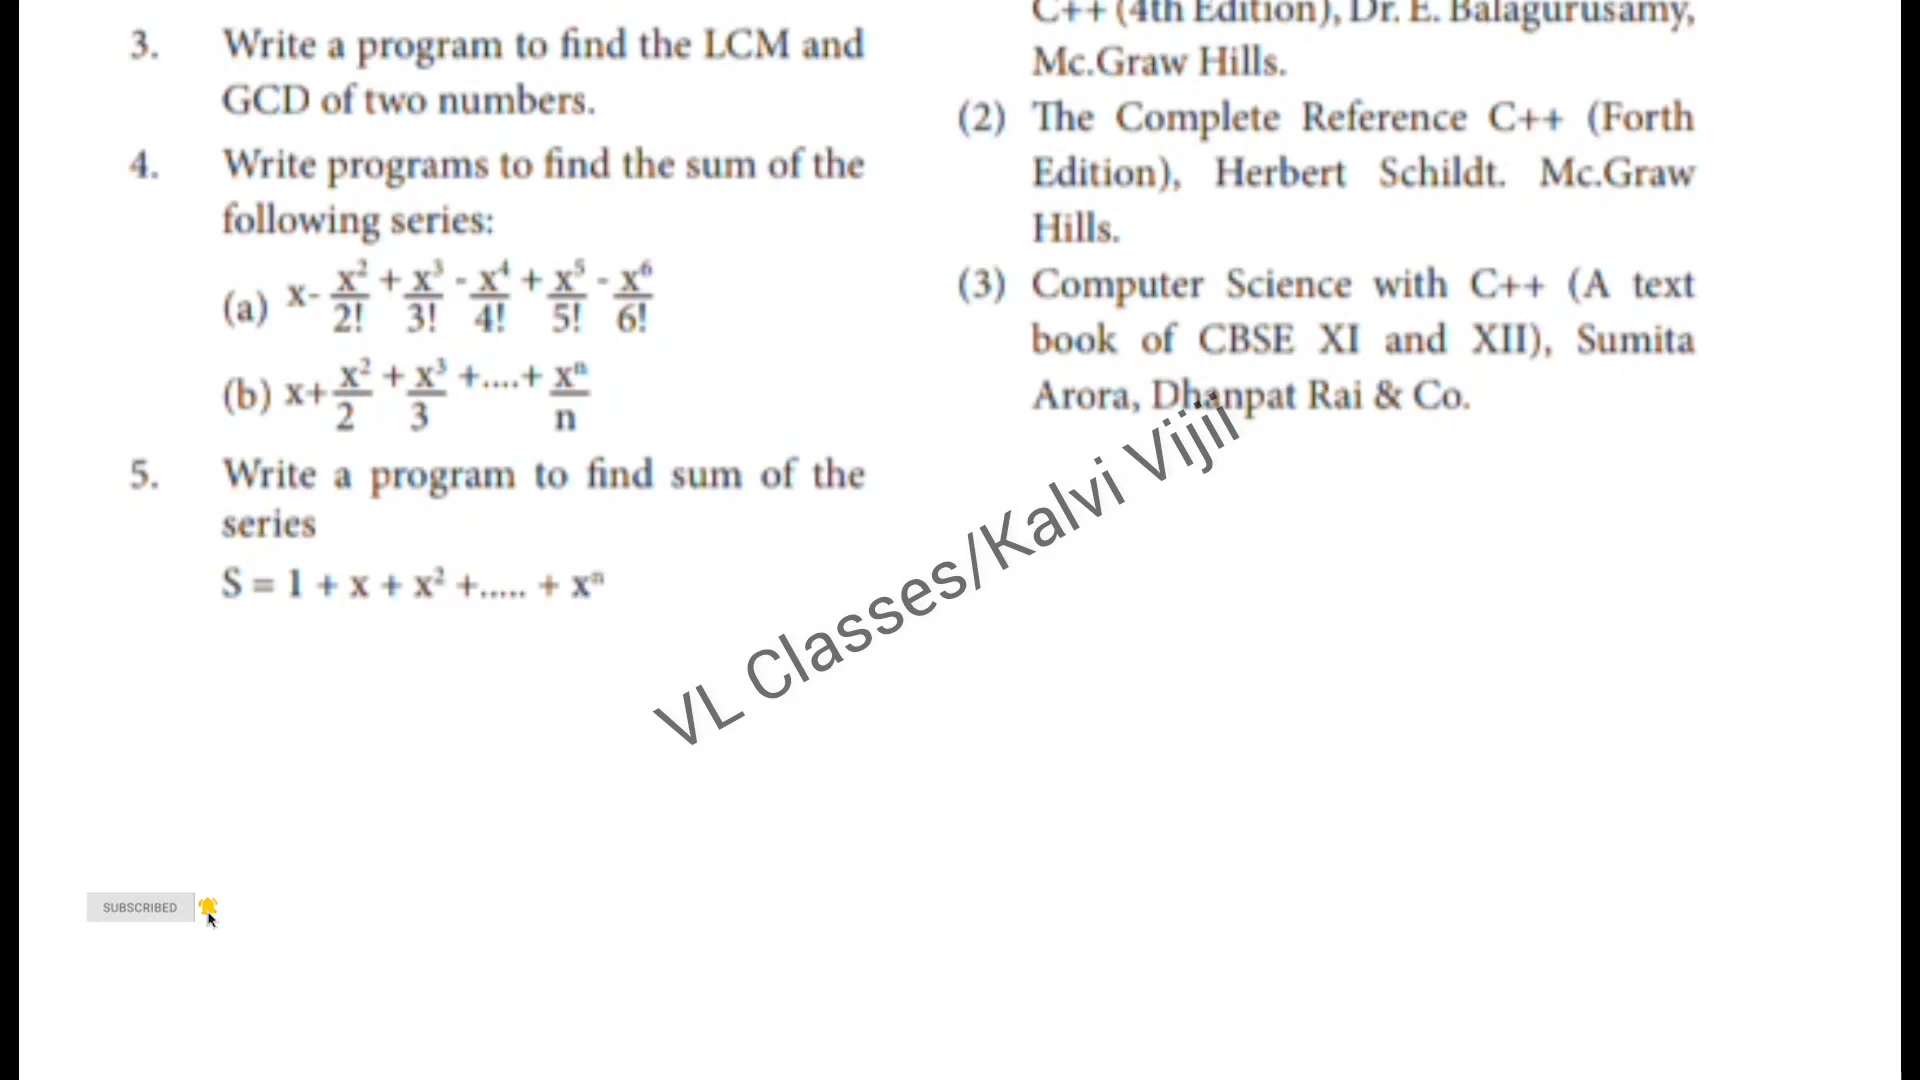 3. Write a program to find the LCM and
GCD of two numbers.
4. Write programs to find the sum of the
following series:
(a) x- x²/2! + x³/3! - x⁴/4! + x⁵/5! - x⁶/6!
(b) x+ x²/2 + x³/3 +....+ xⁿ/n
5. Write a program to find sum of the
series
S = 1 + x + x² +..... + xⁿ
C++ (4th Edition), Dr. E. Balagurusamy,
Mc.Graw Hills.
(2) The Complete Reference C++ (Forth
Edition), Herbert Schildt. Mc.Graw
Hills.
(3) Computer Science with C++ (A text
book of CBSE XI and XII), Sumita
Arora, Dhanpat Rai & Co.
VL Classes/Kalvi Vijil
SUBSCRIBED